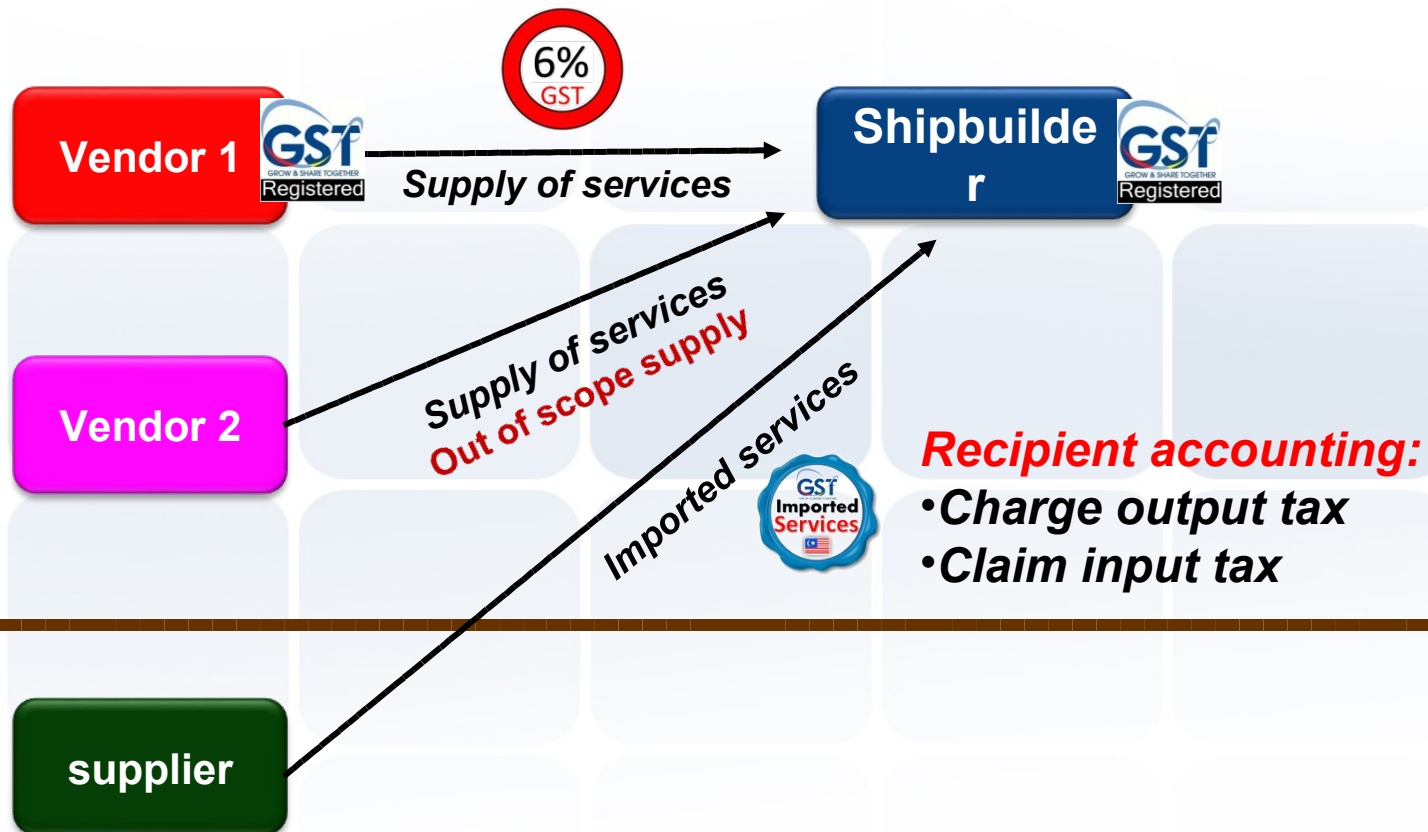 6%
GST
Vendor 1
GST
GROW & SHARE TOGETHER
Registered
Supply of services
Shipbuilde
r
GST
GROW & SHARE TOGETHER
Registered
Vendor 2
Supply of services
Out of scope supply
Imported services
GST
Imported
Services
Recipient accounting:
•Charge output tax
•Claim input tax
supplier